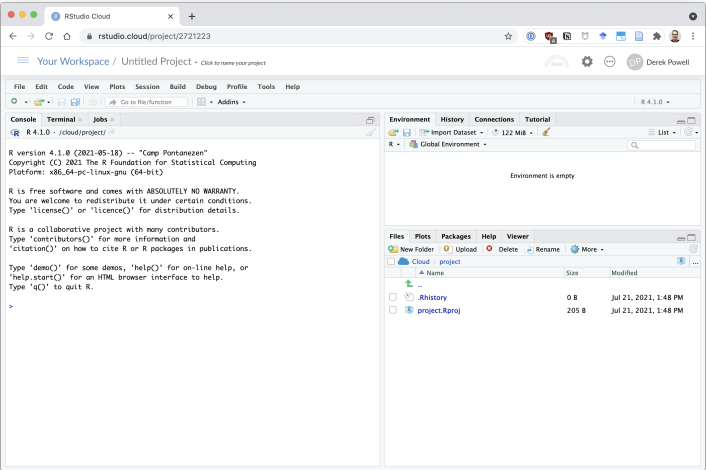 RStudio Cloud
rstudio.cloud/project/2721223
Your Workspace / Untitled Project - Click to name your project
DP Derek Powell
File Edit Code View Plots Session Build Debug Profile Tools Help
Go to file/function Addins R 4.1.0
Console Terminal Jobs
R 4.1.0 · /cloud/project/
R version 4.1.0 (2021-05-18) -- "Camp Pontanezen"
Copyright (C) 2021 The R Foundation for Statistical Computing
Platform: x86_64-pc-linux-gnu (64-bit)
R is free software and comes with ABSOLUTELY NO WARRANTY.
You are welcome to redistribute it under certain conditions.
Type 'license()' or 'licence()' for distribution details.
R is a collaborative project with many contributors.
Type 'contributors()' for more information and
'citation()' on how to cite R or R packages in publications.
Type 'demo()' for some demos, 'help()' for on-line help, or
'help.start()' for an HTML browser interface to help.
Type 'q()' to quit R.
>
Environment History Connections Tutorial
Import Dataset 122 MiB List
R Global Environment
Environment is empty
Files Plots Packages Help Viewer
New Folder Upload Delete Rename More
Cloud project ...
Name Size Modified
..
.Rhistory 0 B Jul 21, 2021, 1:48 PM
project.Rproj 205 B Jul 21, 2021, 1:48 PM